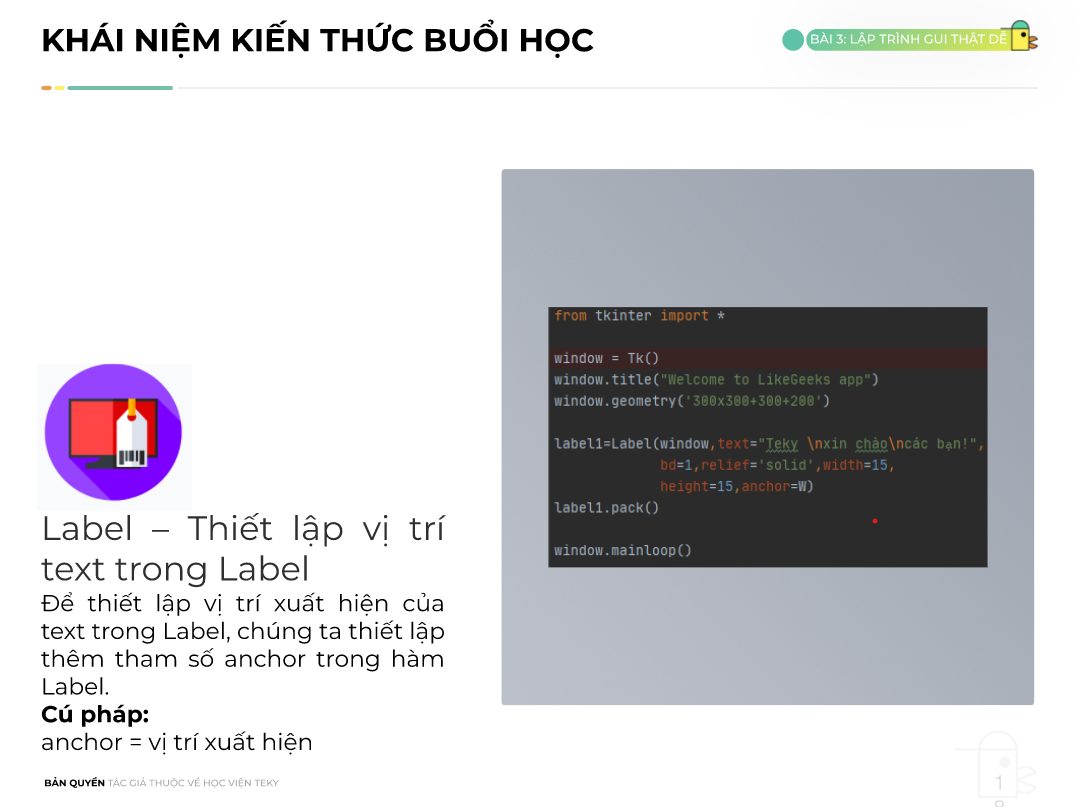 KHÁI NIỆM KIẾN THỨC BUỔI HỌC
BÀI 3: LẬP TRÌNH GUI THẬT DỄ
from tkinter import *
window = Tk()
window.title("Welcome to LikeGeeks app")
window.geometry('300x300+300+200')
label1=Label(window,text="Teky \nxin chào\ncác bạn!",
bd=1,relief='solid',width=15,
height=15,anchor=W)
label1.pack()
window.mainloop()
Label – Thiết lập vị trí
text trong Label
Để thiết lập vị trí xuất hiện của
text trong Label, chúng ta thiết lập
thêm tham số anchor trong hàm
Label.
Cú pháp:
anchor = vị trí xuất hiện
BẢN QUYỀN TÁC GIẢ THUỘC VỀ HỌC VIỆN TEKY
1